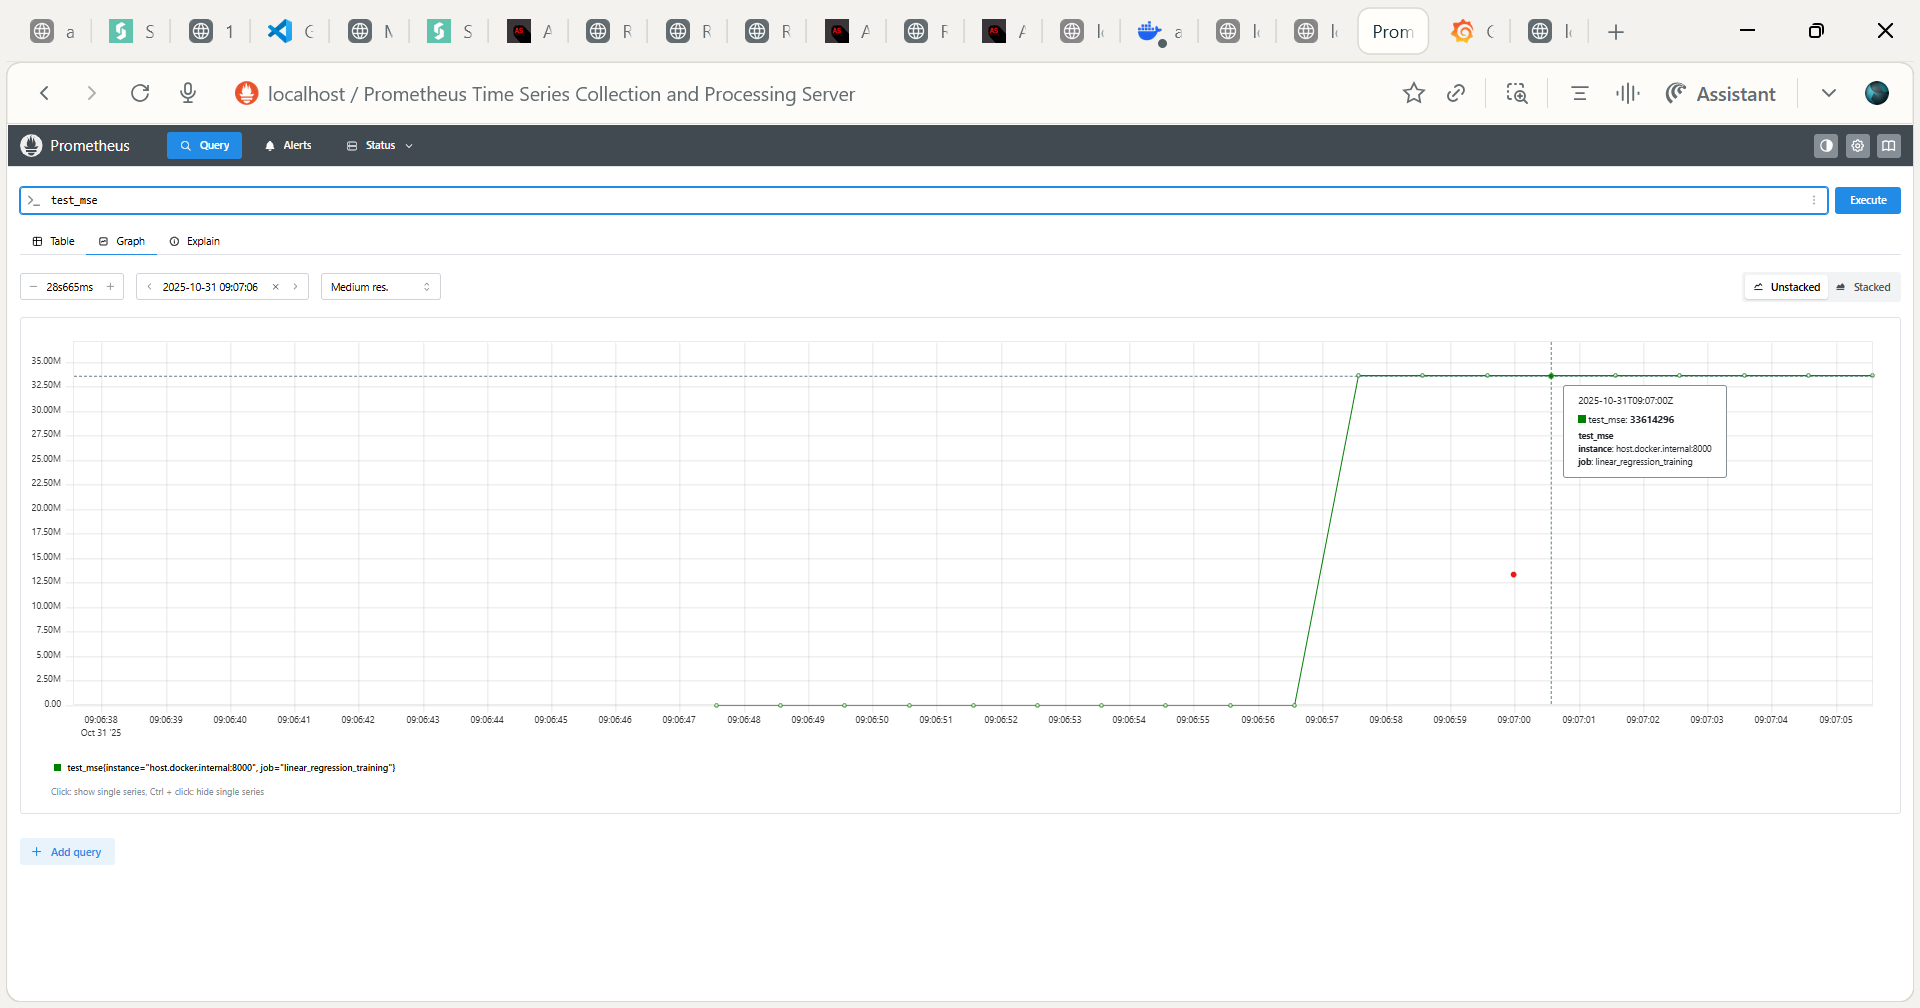 a S 1 C M S A R R R A F A lo a lo lo Prom C lo
localhost / Prometheus Time Series Collection and Processing Server
Assistant
Prometheus Query Alerts Status
>_ test_mse Execute
Table Graph Explain
28s665ms 2025-10-31 09:07:06 Medium res. Unstacked Stacked
35.00M
32.50M
30.00M
27.50M
25.00M
22.50M
20.00M
17.50M
15.00M
12.50M
10.00M
7.50M
5.00M
2.50M
0.00
2025-10-31T09:07:00Z
test_mse: 33614296
test_mse
instance: host.docker.internal:8000
job: linear_regression_training
09:06:38 09:06:39 09:06:40 09:06:41 09:06:42 09:06:43 09:06:44 09:06:45 09:06:46 09:06:47 09:06:48 09:06:49 09:06:50 09:06:51 09:06:52 09:06:53 09:06:54 09:06:55 09:06:56 09:06:57 09:06:58 09:06:59 09:07:00 09:07:01 09:07:02 09:07:03 09:07:04 09:07:05
Oct 31 '25
test_mse{instance="host.docker.internal:8000", job="linear_regression_training"}
Click: show single series, Ctrl + click: hide single series
Add query